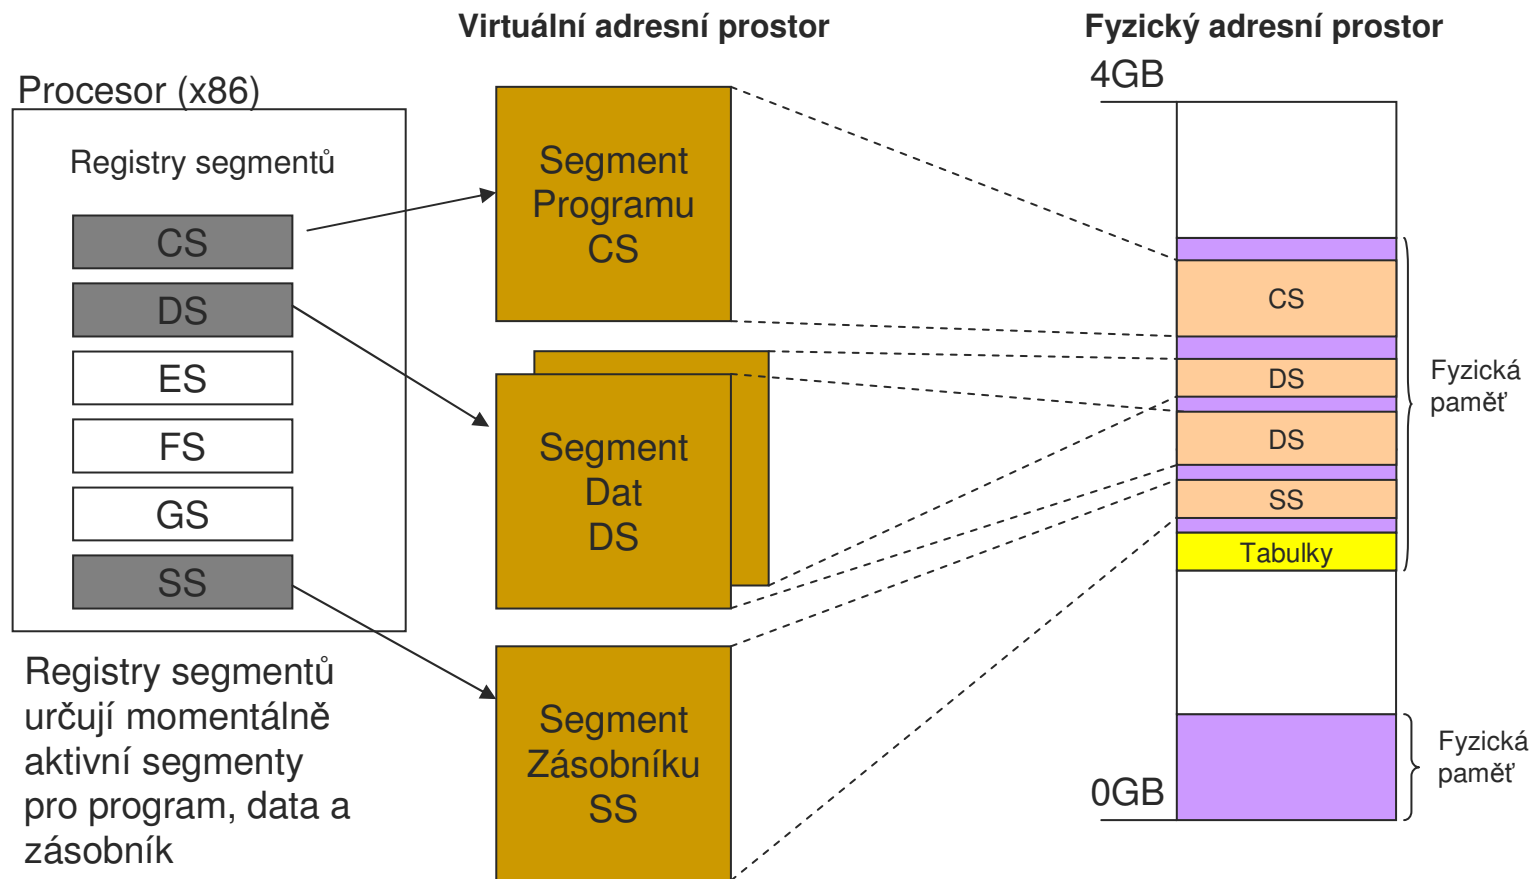 Virtuální adresní prostor
Fyzický adresní prostor
4GB
Procesor (x86)
Registry segmentů
CS
DS
ES
FS
GS
SS
Registry segmentů
určují momentálně
aktivní segmenty
pro program, data a
zásobník
Segment
Programu
CS
Segment
Dat
DS
Segment
Zásobníku
SS
CS
DS
DS
SS
Tabulky
Fyzická
paměť
0GB
Fyzická
paměť